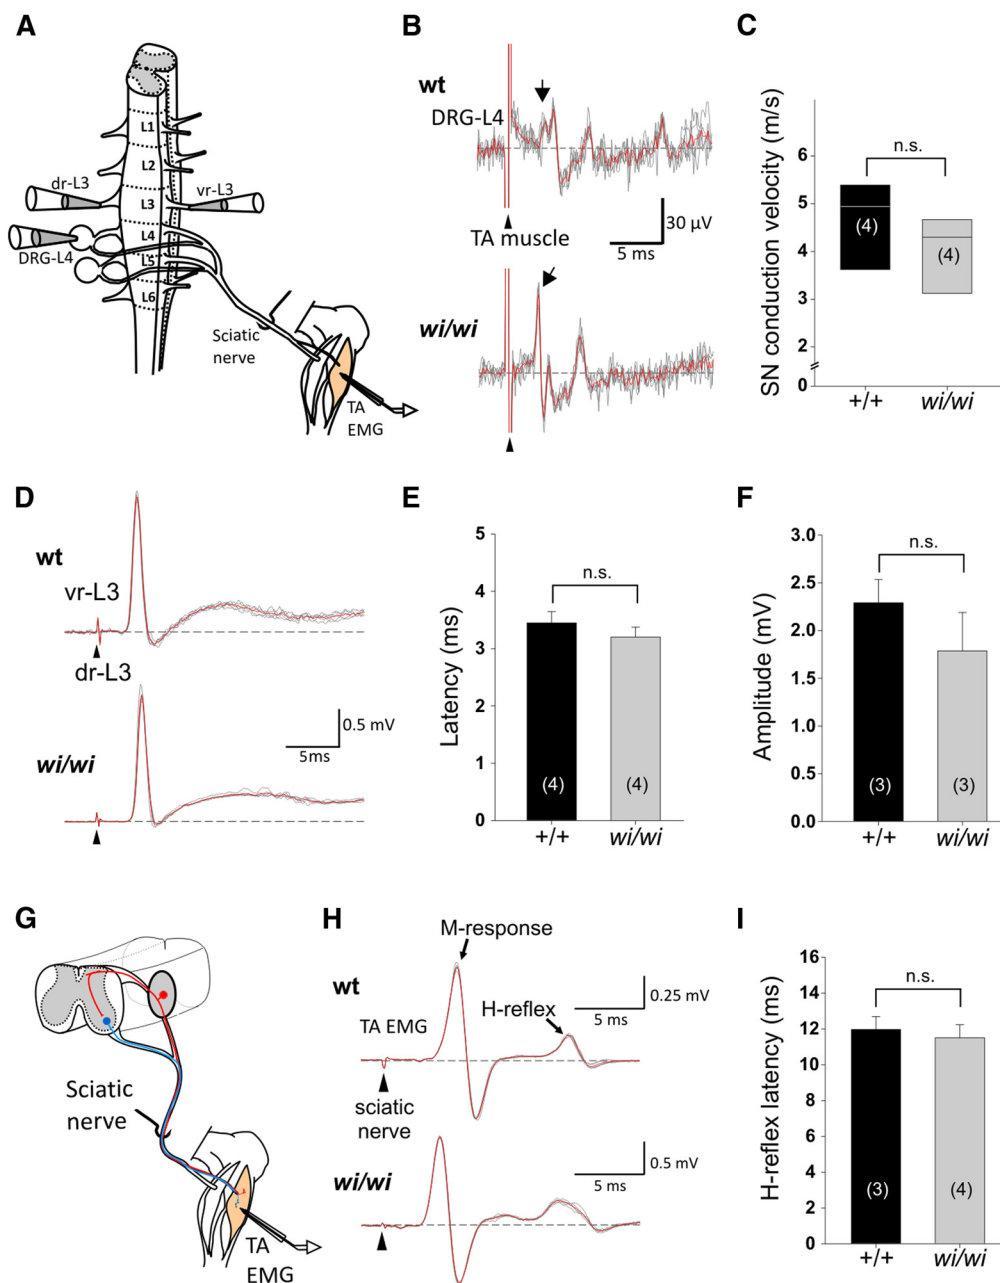 A
L1
L2
dr-L3
vr-L3
L3
L4
DRG-L4
L5
L6
Sciatic
nerve
TA
EMG
B
wt
DRG-L4
TA muscle
30 µV
5 ms
wi/wi
C
SN conduction velocity (m/s)
6
5
4
3
2
0
n.s.
(4)
(4)
+/+
wi/wi
D
wt
vr-L3
dr-L3
0.5 mV
5ms
wi/wi
E
Latency (ms)
5
4
3
2
1
0
n.s.
(4)
(4)
+/+
wi/wi
F
Amplitude (mV)
3.0
2.5
2.0
1.5
1.0
0.5
0.0
n.s.
(3)
(3)
+/+
wi/wi
G
Sciatic
nerve
TA
EMG
H
M-response
wt
0.25 mV
5 ms
H-reflex
TA EMG
sciatic
nerve
wi/wi
0.5 mV
5 ms
I
H-reflex latency (ms)
16
14
12
10
8
6
4
2
0
n.s.
(3)
(4)
+/+
wi/wi